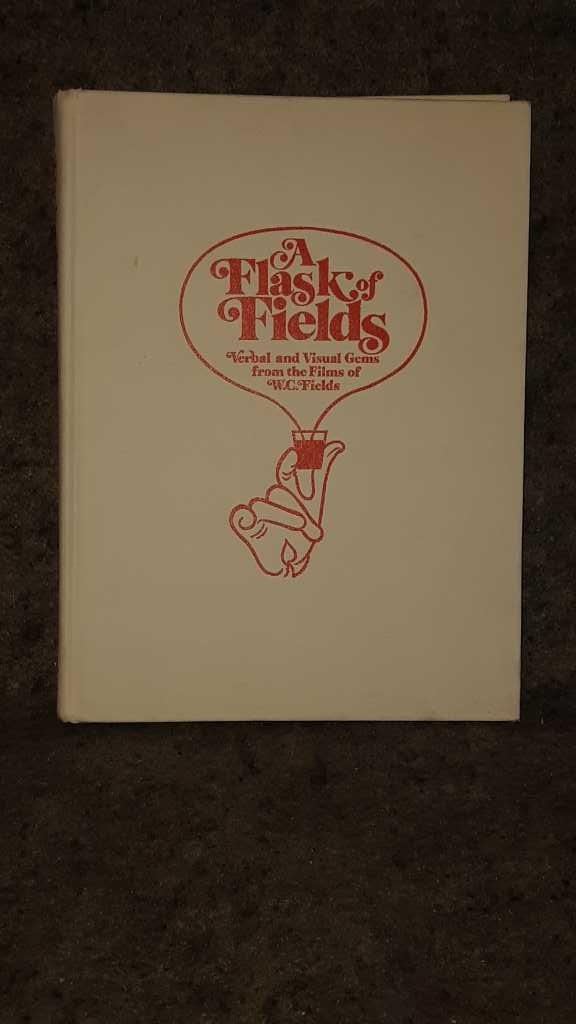 A
Flask of
Fields
Verbal and Visual Gems
from the Films of
W.C. Fields